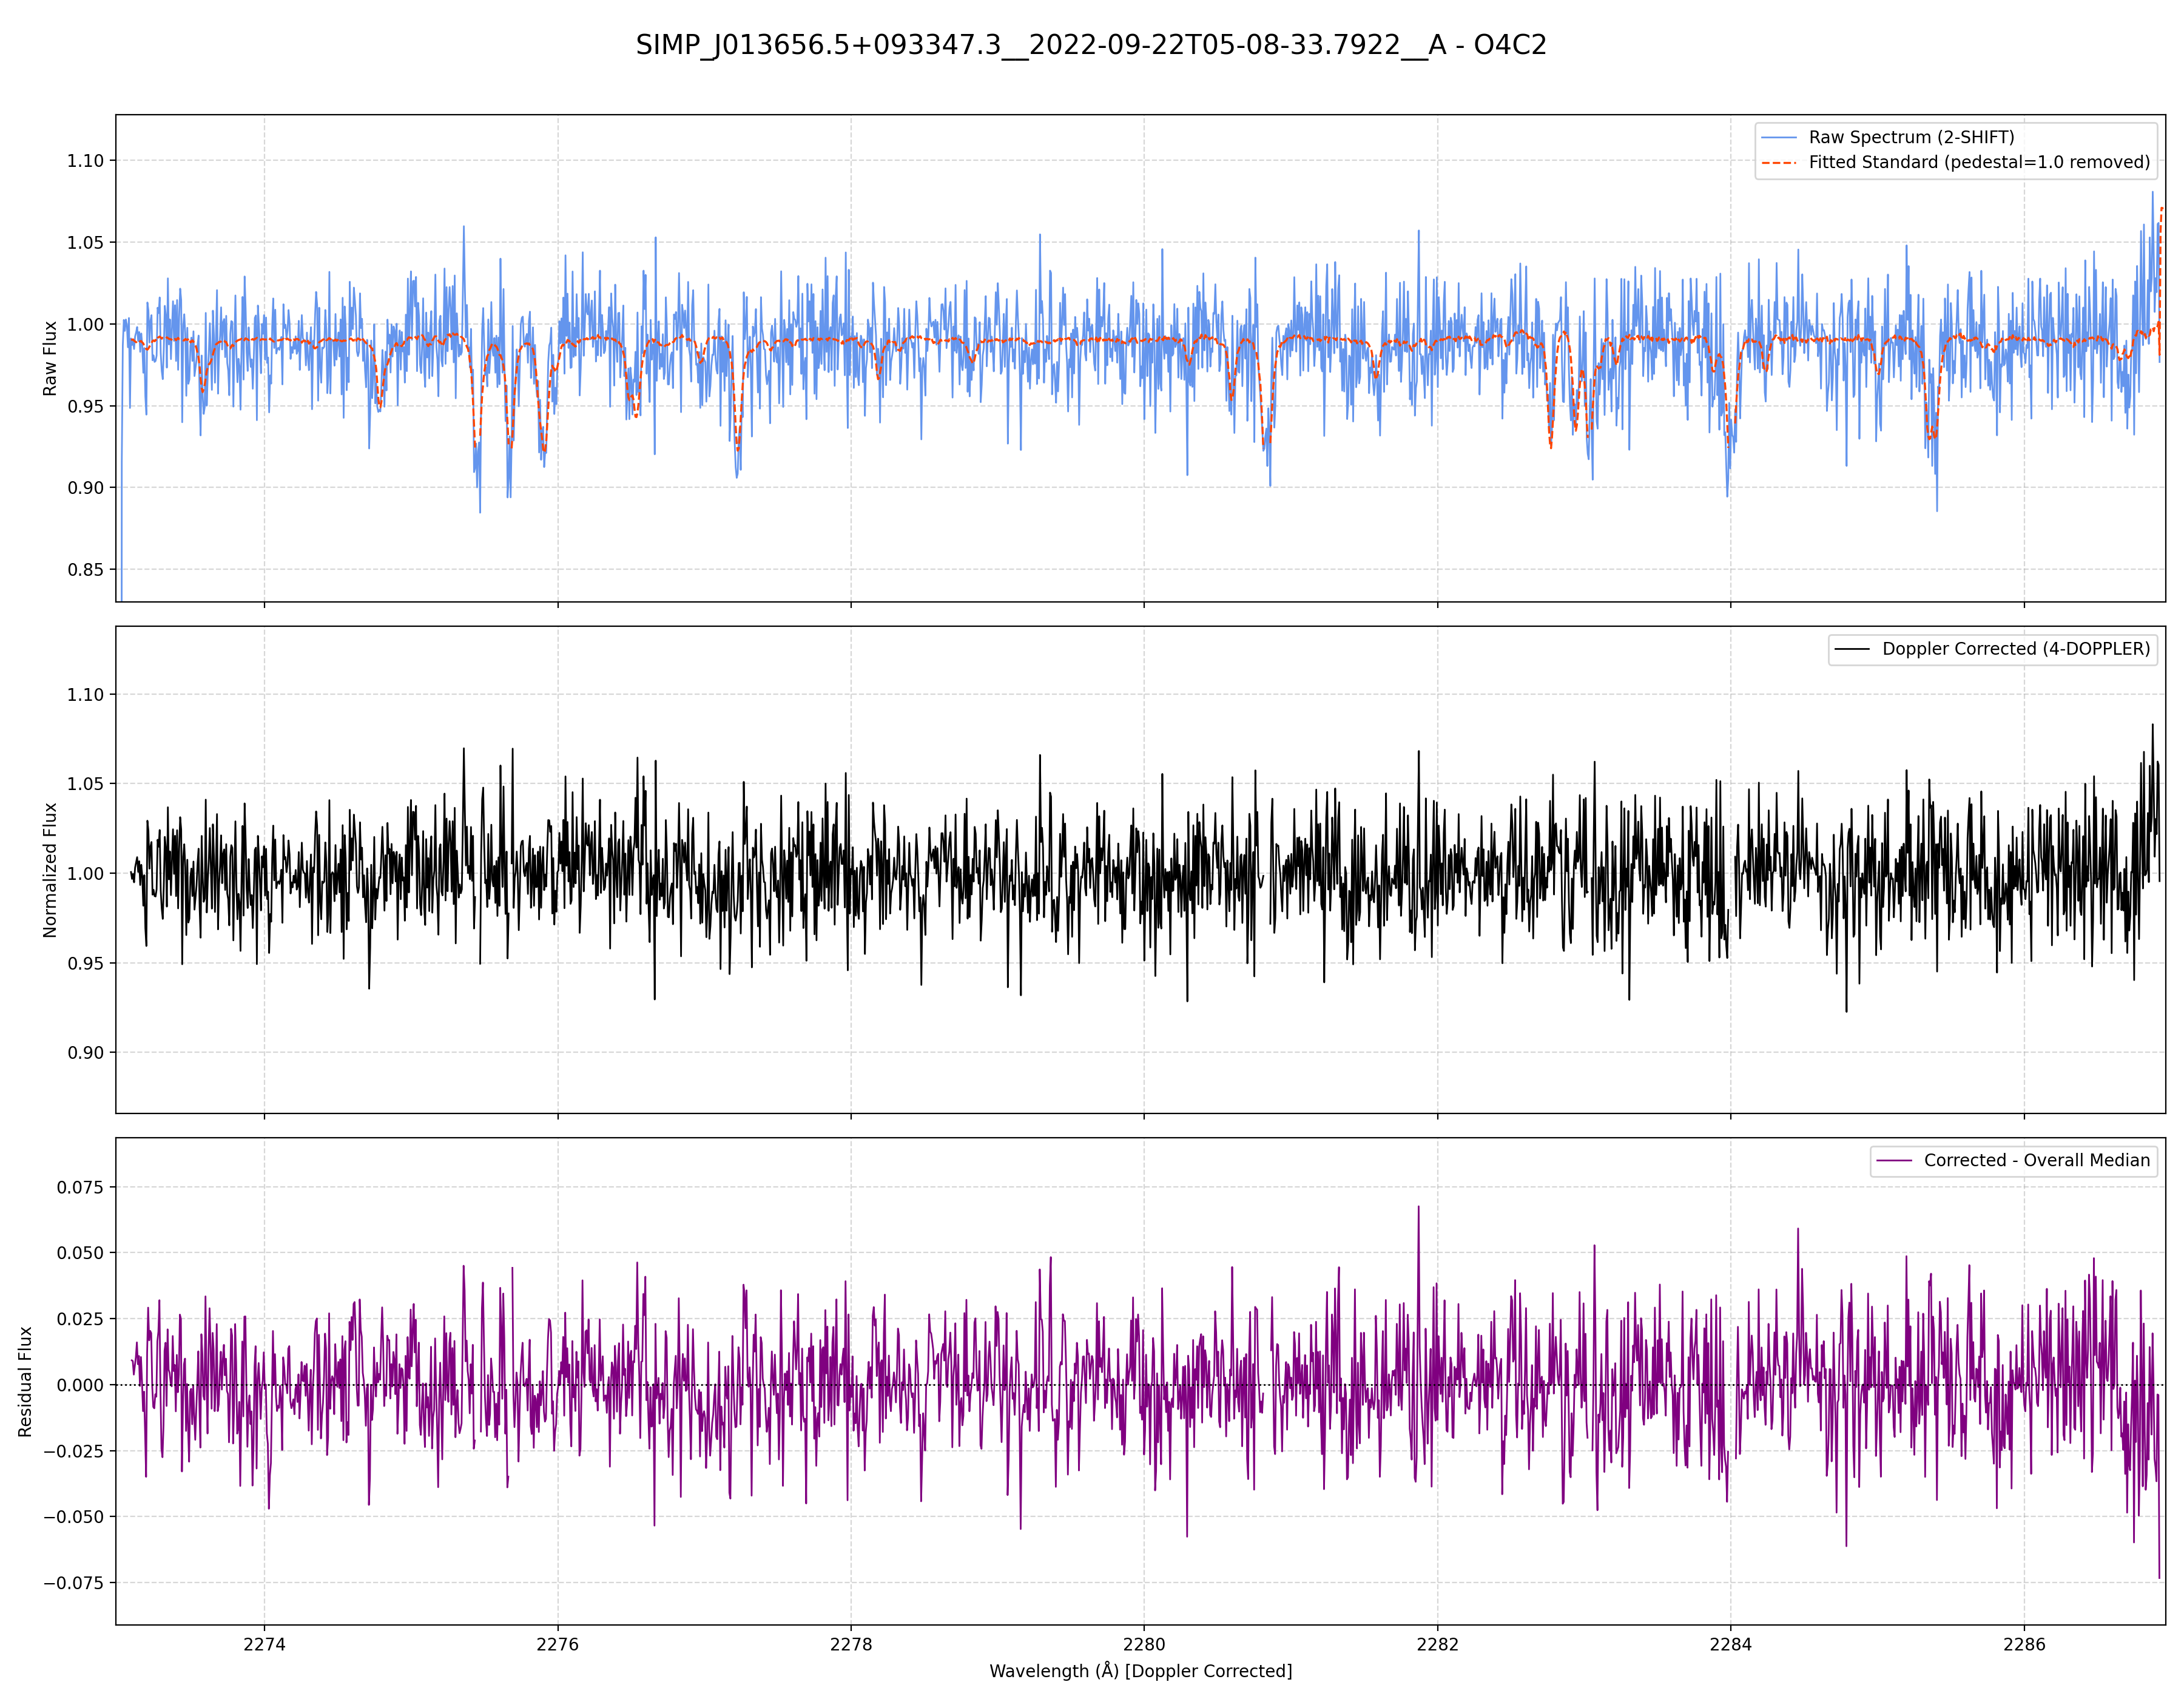 SIMP_J013656.5+093347.3__2022-09-22T05-08-33.7922__A - O4C2
Raw Spectrum (2-SHIFT)
Fitted Standard (pedestal=1.0 removed)
1.10
1.05
1.00
0.95
0.90
0.85
Raw Flux
Doppler Corrected (4-DOPPLER)
1.10
1.05
1.00
0.95
0.90
Normalized Flux
Corrected - Overall Median
0.075
0.050
0.025
0.000
−0.025
−0.050
−0.075
Residual Flux
2274 2276 2278 2280 2282 2284 2286
Wavelength (Å) [Doppler Corrected]